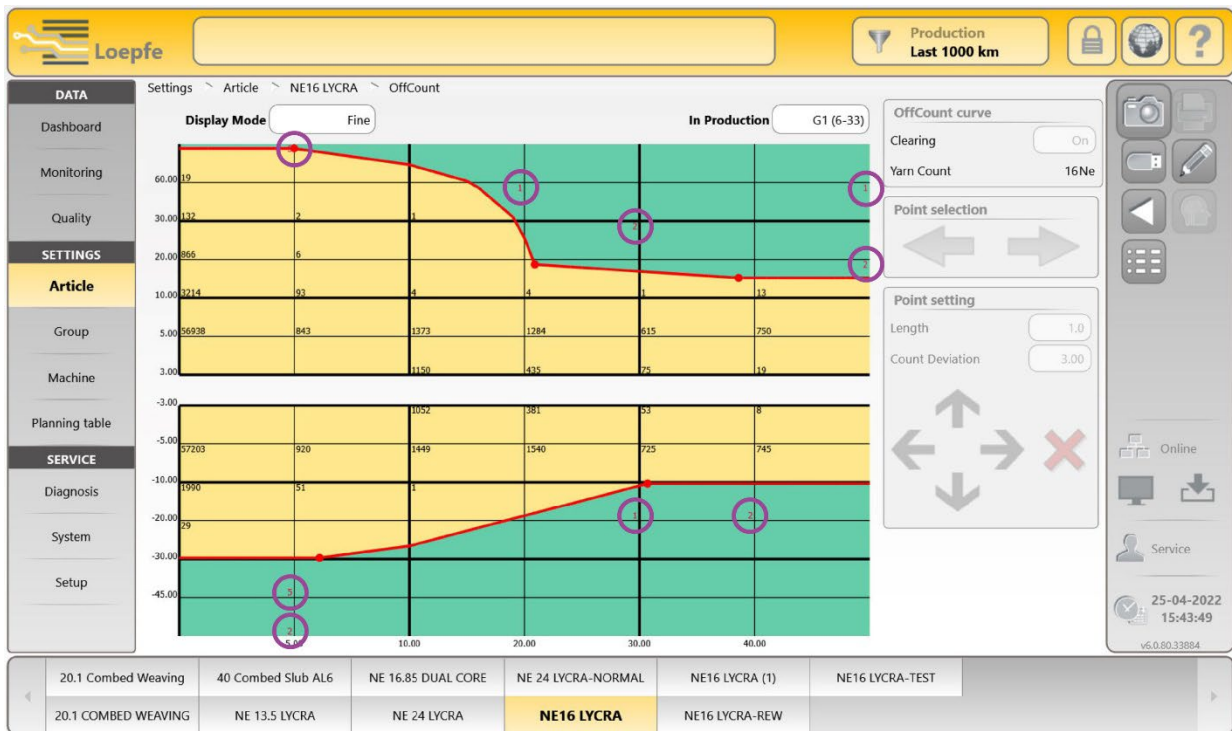 Loepfe
Production
Last 1000 km
?
DATA
Dashboard
Monitoring
Quality
SETTINGS
Article
Group
Machine
Planning table
SERVICE
Diagnosis
System
Setup
Settings > Article > NE16 LYCRA > OffCount
Display Mode Fine In Production G1 (6-33)
1
60.00 19 1
30.00 132 2 1 2
20.00 866 6 2
10.00 3214 93 4 4 1 13
5.00 56938 843 1373 1284 615 750
3.00 1150 435 75 19
-3.00 1052 381 53 8
-5.00 57203 920 1449 1540 725 745
-10.00 1990 51 1
-20.00 29 1 2
-30.00
-45.00 5
2
5.00 10.00 20.00 30.00 40.00
OffCount curve
Clearing On
Yarn Count 16Ne
Point selection
Point setting
Length 1.0
Count Deviation 3.00
Online
Service
25-04-2022
15:43:49
v6.0.80.33884
20.1 Combed Weaving 40 Combed Slub AL6 NE 16.85 DUAL CORE NE 24 LYCRA-NORMAL NE16 LYCRA (1) NE16 LYCRA-TEST
20.1 COMBED WEAVING NE 13.5 LYCRA NE 24 LYCRA NE16 LYCRA NE16 LYCRA-REW